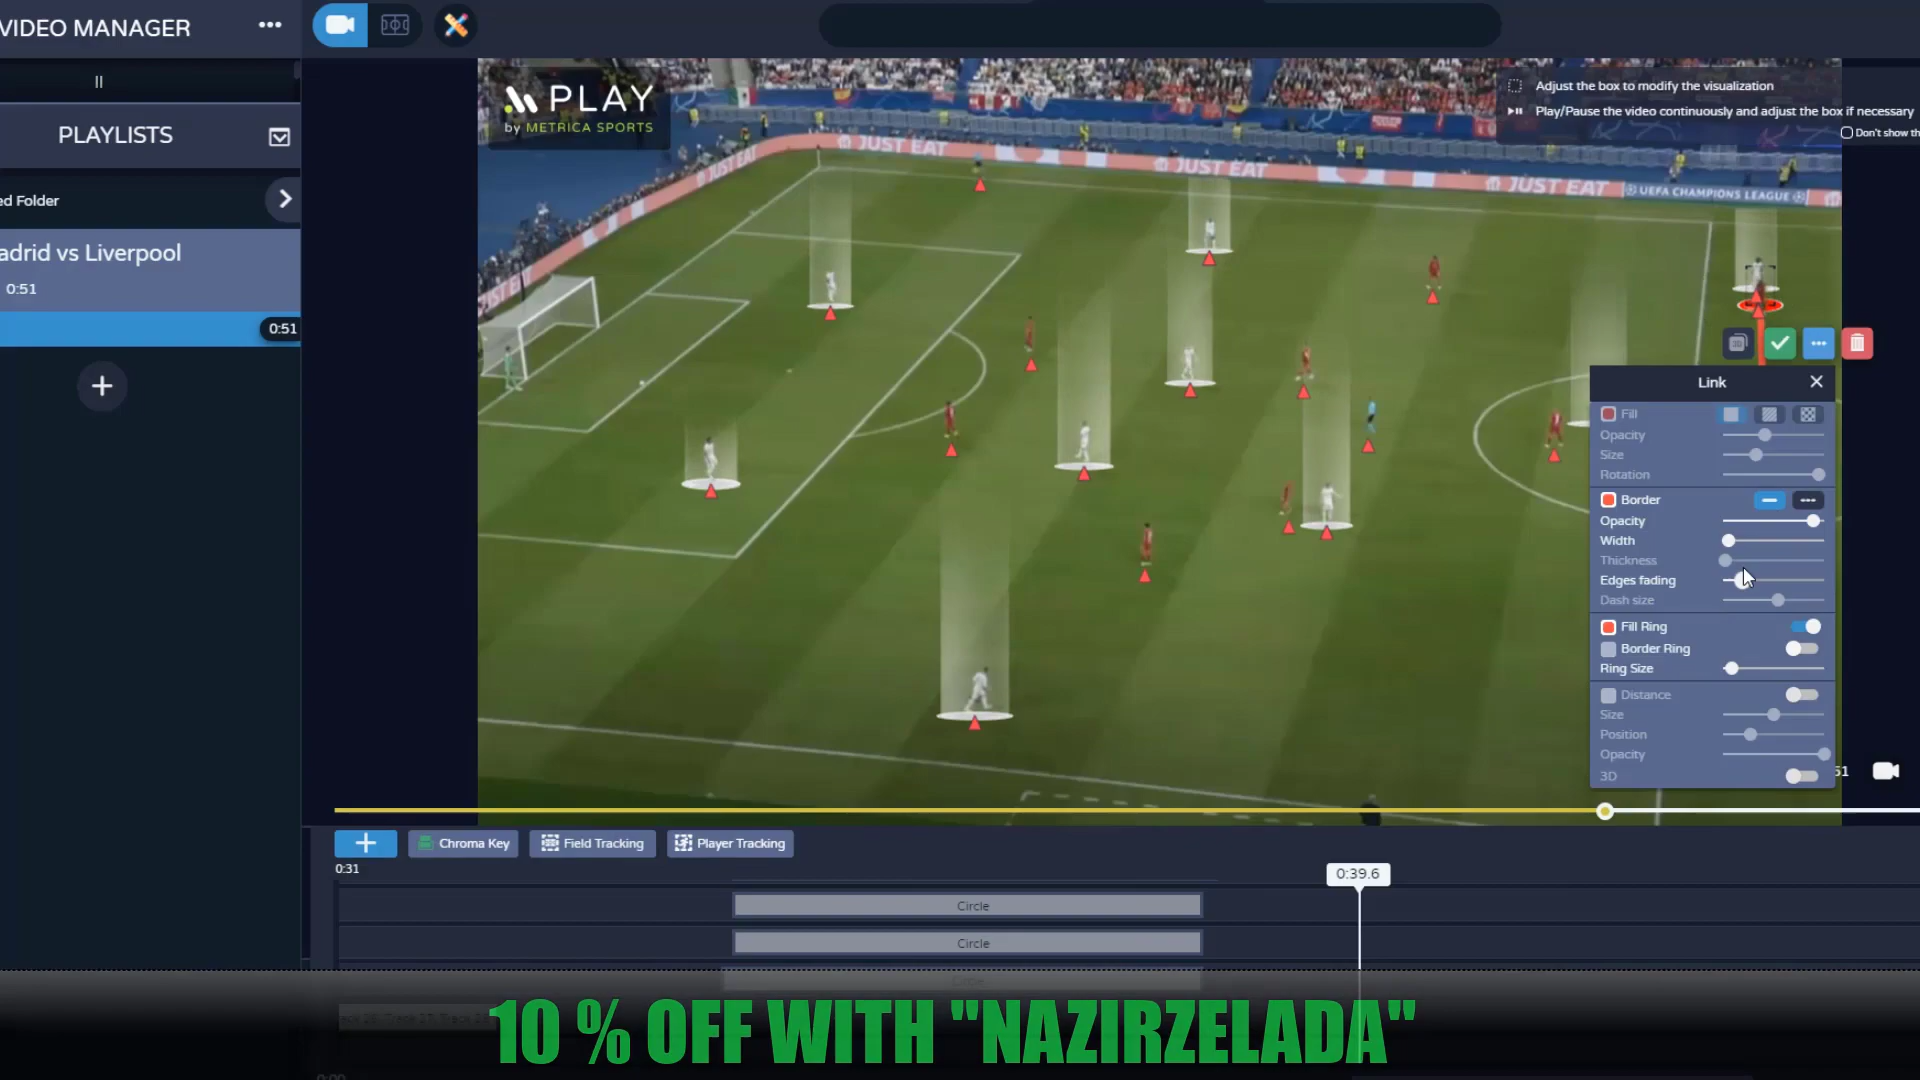 VIDEO MANAGER
PLAYLISTS
ed Folder
adrid vs Liverpool
0:51
0:51
PLAY
by METRICA SPORTS
JUST EAT
JUST EAT
JUST EAT
JUST EAT
UEFA CHAMPIONS LEAGUE
Adjust the box to modify the visualization
Play/Pause the video continuously and adjust the box if necessary
Don't show th
Link
Fill
Opacity
Size
Rotation
Border
Opacity
Width
Thickness
Edges fading
Dash size
Fill Ring
Border Ring
Ring Size
Distance
Size
Position
Opacity
3D
51
Chroma Key
Field Tracking
Player Tracking
0:31
0:39.6
Circle
Circle
Circle
10 % OFF WITH "NAZIRZELADA"